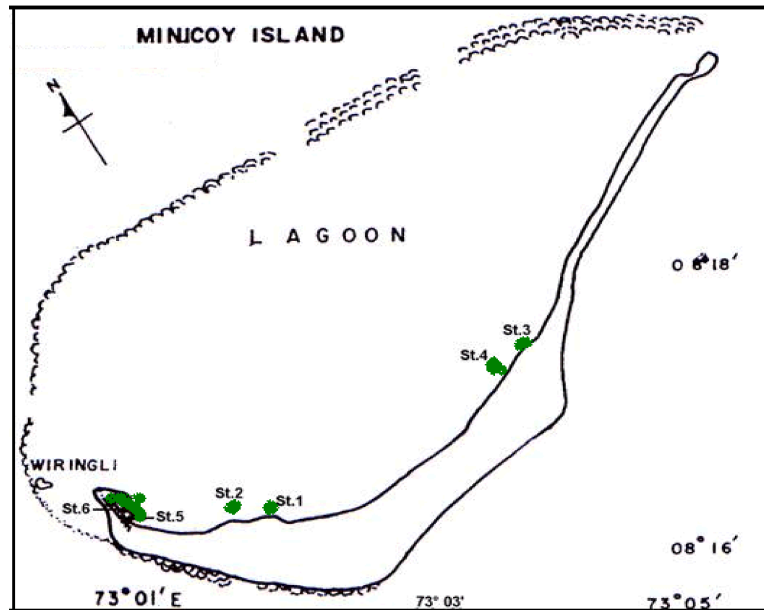 MINICOY ISLAND
N
LAGOON
08°18′
St.3
St.4
WIRINGLI
St.2 St.1
St.6 St.5
08°16′
73°01′E 73°03' 73°05′